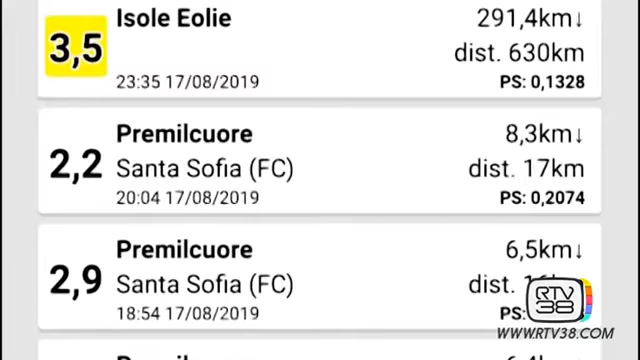 3,5
Isole Eolie
291,4km↓
dist. 630km
23:35 17/08/2019
PS: 0,1328
2,2
Premilcuore
8,3km↓
Santa Sofia (FC)
dist. 17km
20:04 17/08/2019
PS: 0,2074
2,9
Premilcuore
6,5km↓
Santa Sofia (FC)
dist.
18:54 17/08/2019
PS:
RTV
38
WWW.RTV38.COM